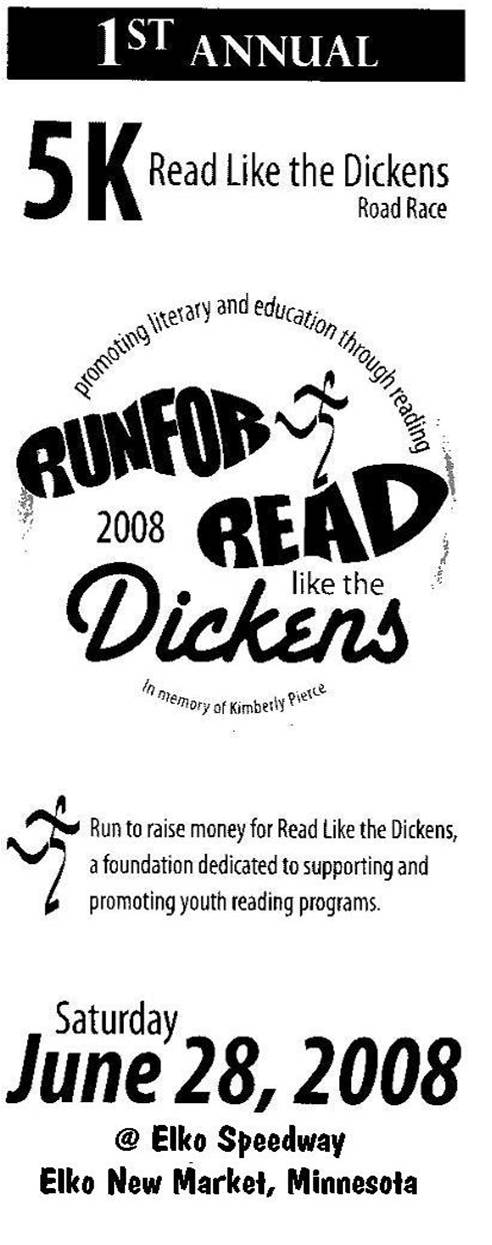 1ST ANNUAL
5K Read Like the Dickens
Road Race
promoting literary and education through reading
RUN FOR
2008 READ
like the
Dickens
In memory of Kimberly Pierce
Run to raise money for Read Like the Dickens,
a foundation dedicated to supporting and
promoting youth reading programs.
Saturday
June 28, 2008
@ Elko Speedway
Elko New Market, Minnesota